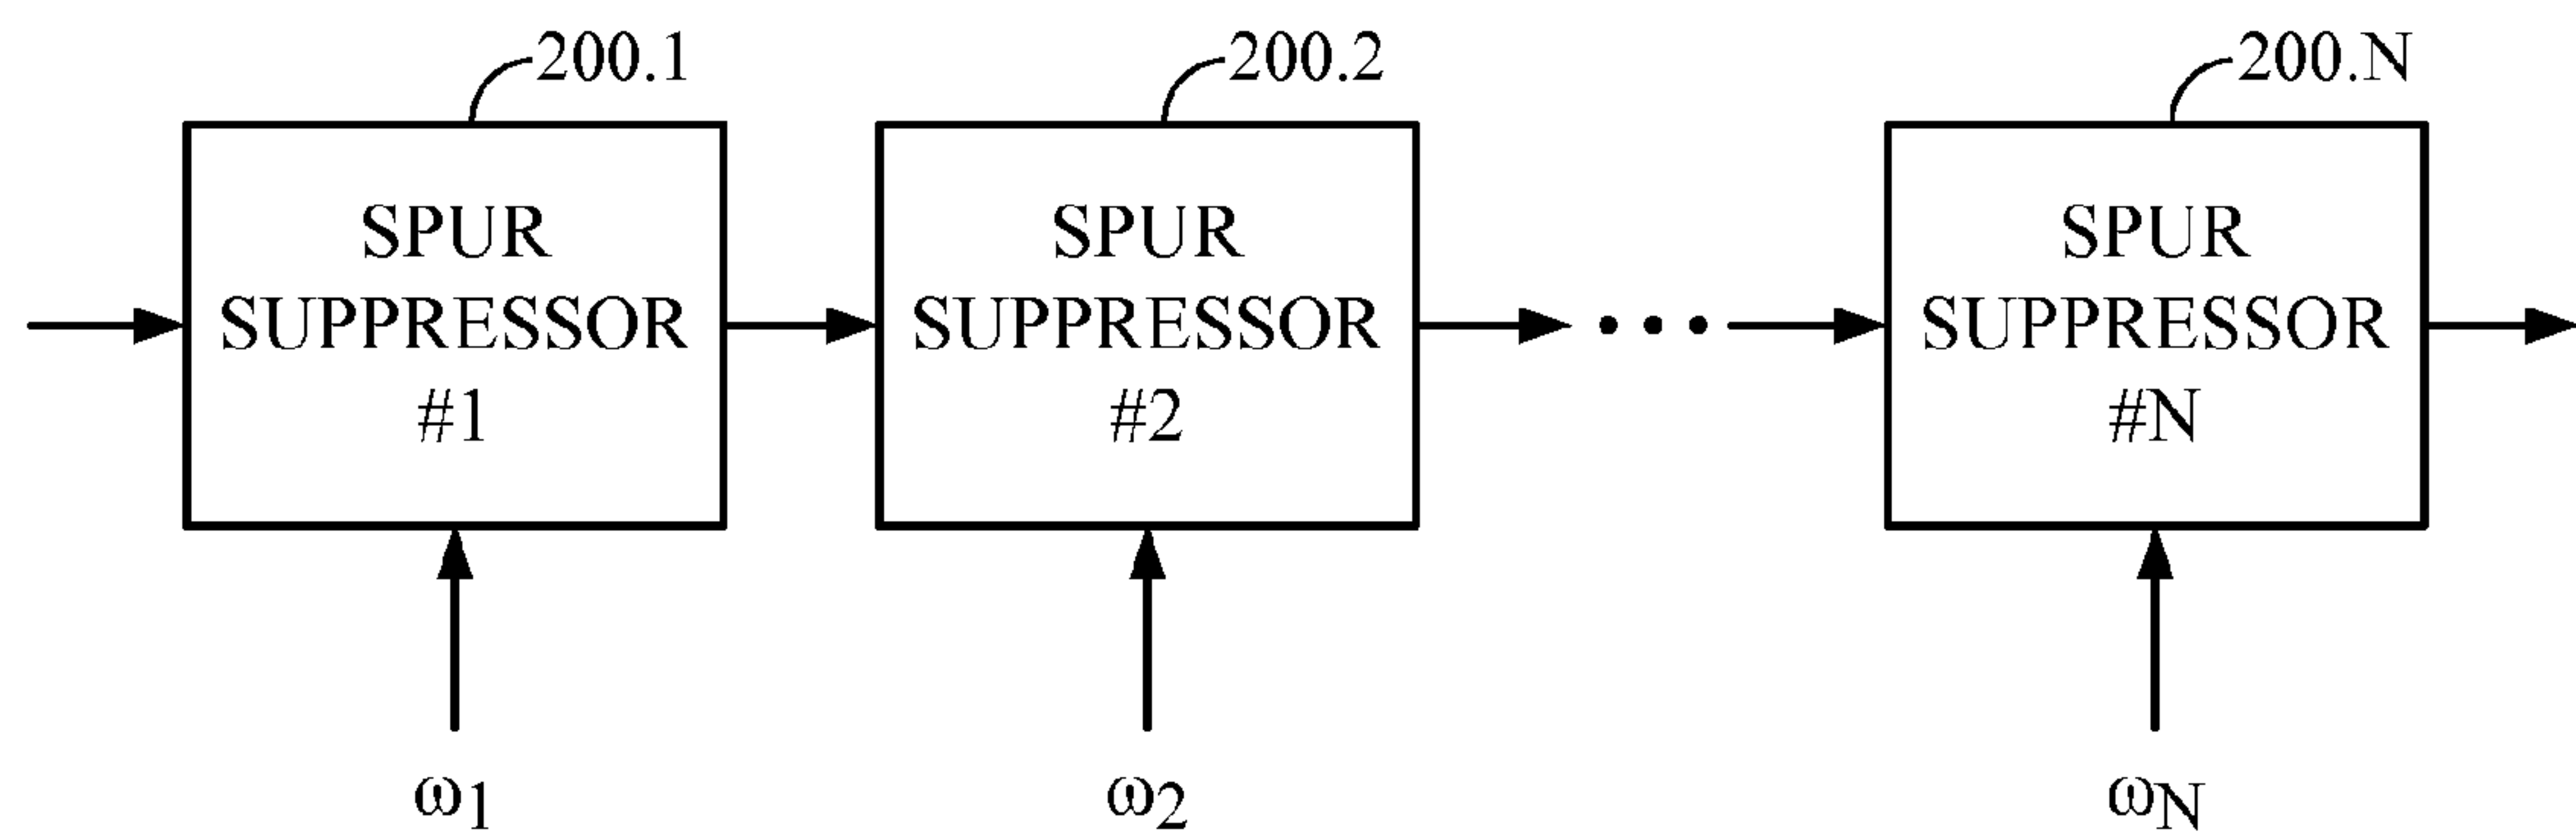 200.1
200.2
200.N
SPUR
SUPPRESSOR
#1
SPUR
SUPPRESSOR
#2
• • •
SPUR
SUPPRESSOR
#N
ω1
ω2
ωN